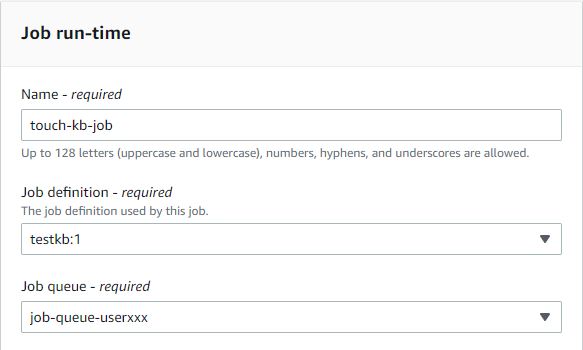 Job run-time
Name - required
touch-kb-job
Up to 128 letters (uppercase and lowercase), numbers, hyphens, and underscores are allowed.
Job definition - required
The job definition used by this job.
testkb:1
Job queue - required
job-queue-userxxx